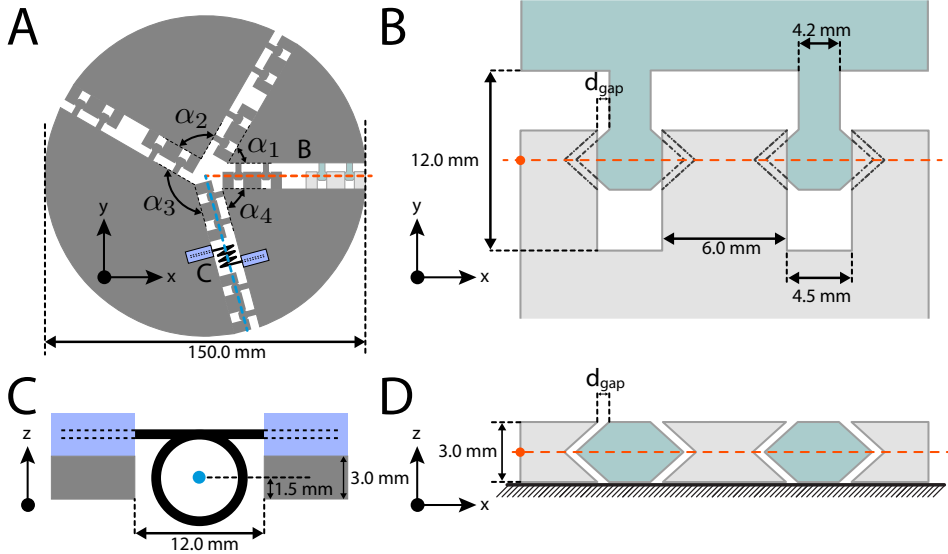 A
α2
α1
B
α3
α4
y
x
C
150.0 mm
B
4.2 mm
dgap
12.0 mm
6.0 mm
4.5 mm
y
x
C
z
3.0 mm
1.5 mm
12.0 mm
D
dgap
z
3.0 mm
x